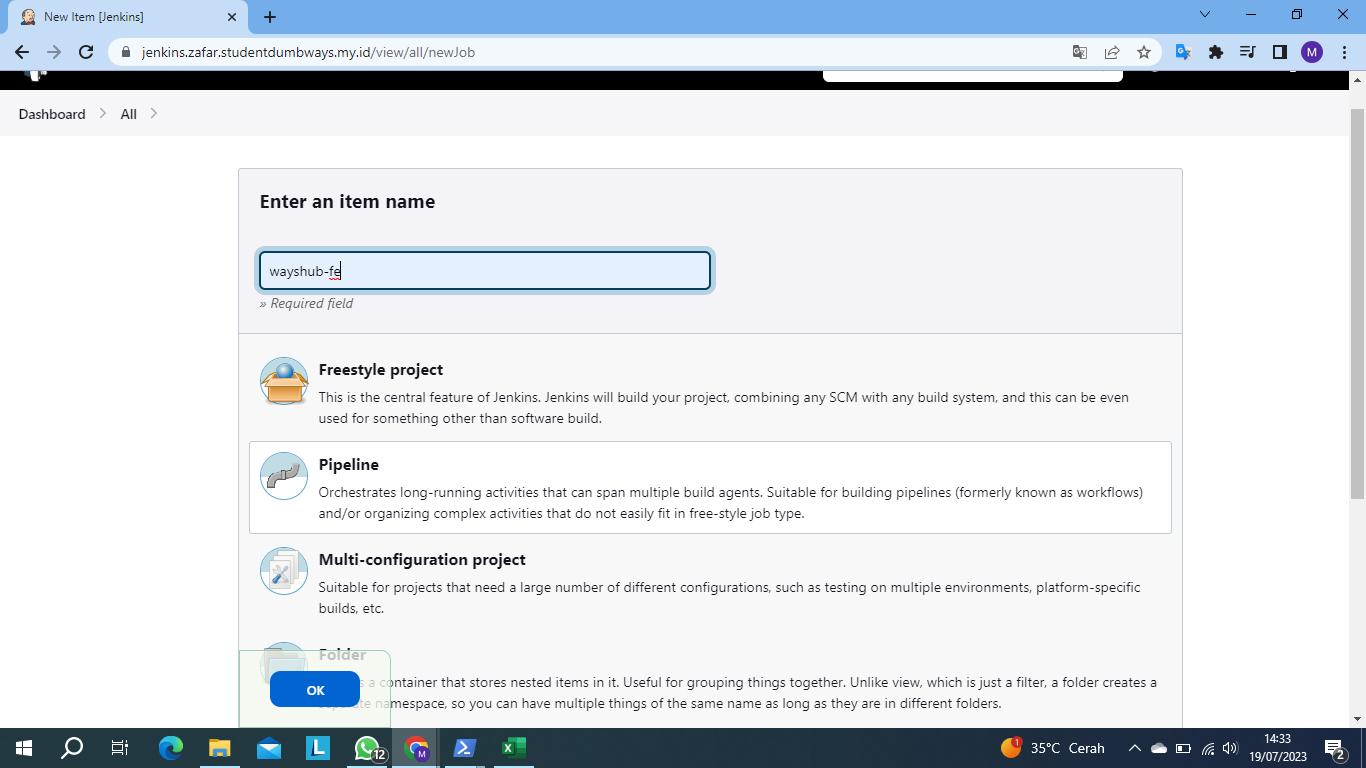 New Item [Jenkins]
jenkins.zafar.studentdumbways.my.id/view/all/newJob
M
Dashboard
All
Enter an item name
wayshub-fe
» Required field
Freestyle project
This is the central feature of Jenkins. Jenkins will build your project, combining any SCM with any build system, and this can be even
used for something other than software build.
Pipeline
Orchestrates long-running activities that can span multiple build agents. Suitable for building pipelines (formerly known as workflows)
and/or organizing complex activities that do not easily fit in free-style job type.
Multi-configuration project
Suitable for projects that need a large number of different configurations, such as testing on multiple environments, platform-specific
builds, etc.
Folder
a container that stores nested items in it. Useful for grouping things together. Unlike view, which is just a filter, a folder creates a
separate namespace, so you can have multiple things of the same name as long as they are in different folders.
OK
L
12
M
1
35°C Cerah
14:33
19/07/2023
2